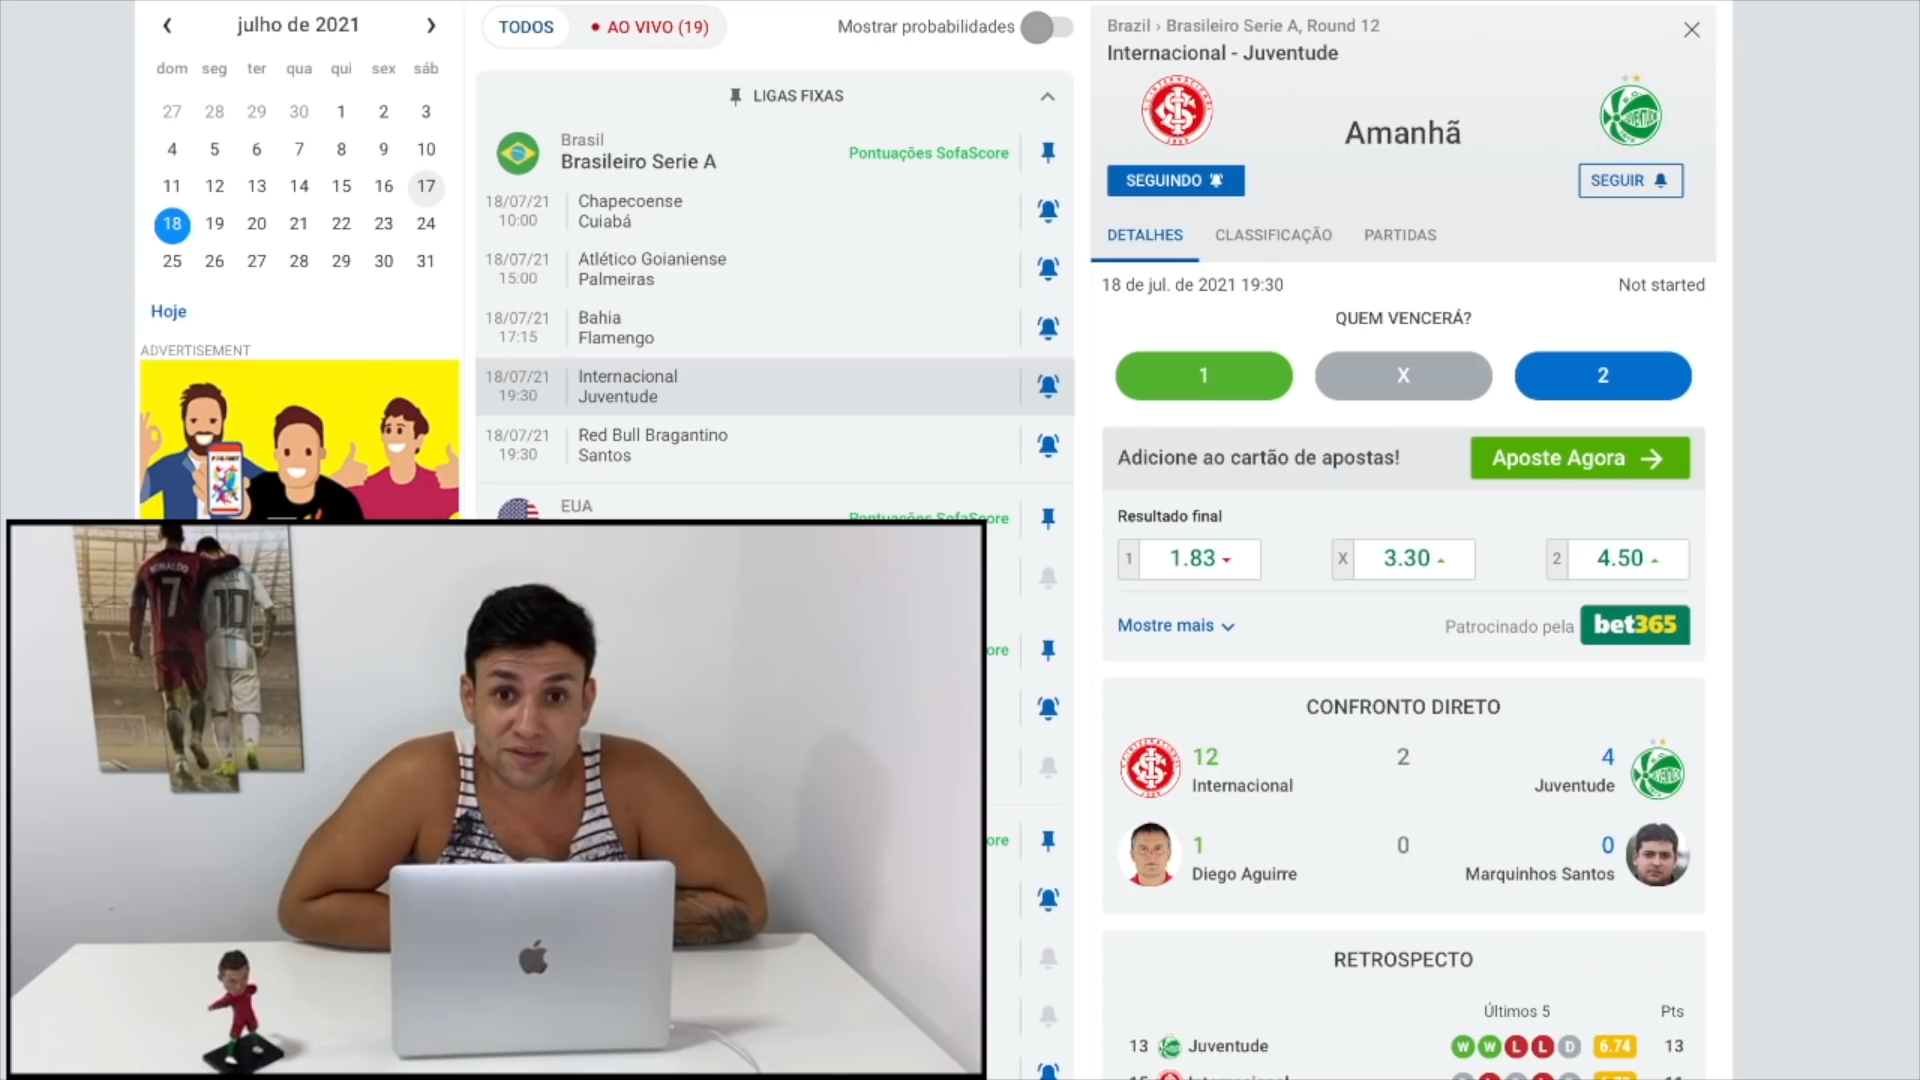 julho de 2021
dom seg ter qua qui sex sáb
27 28 29 30 1 2 3
4 5 6 7 8 9 10
11 12 13 14 15 16 17
18 19 20 21 22 23 24
25 26 27 28 29 30 31
Hoje
ADVERTISEMENT
TODOS
AO VIVO (19)
Mostrar probabilidades
LIGAS FIXAS
Brasil
Brasileiro Serie A
Pontuações SofaScore
18/07/21
10:00
Chapecoense
Cuiabá
18/07/21
15:00
Atlético Goianiense
Palmeiras
18/07/21
17:15
Bahia
Flamengo
18/07/21
19:30
Internacional
Juventude
18/07/21
19:30
Red Bull Bragantino
Santos
EUA
Pontuações SofaScore
ore
ore
RONALDO
7
10
Brazil › Brasileiro Serie A, Round 12
Internacional - Juventude
Amanhã
SEGUINDO
SEGUIR
DETALHES CLASSIFICAÇÃO PARTIDAS
18 de jul. de 2021 19:30
Not started
QUEM VENCERÁ?
1 X 2
Adicione ao cartão de apostas!
Aposte Agora
Resultado final
1 1.83 X 3.30 2 4.50
Mostre mais
Patrocinado pela bet365
CONFRONTO DIRETO
12 2 4
Internacional Juventude
1 0 0
Diego Aguirre Marquinhos Santos
RETROSPECTO
Últimos 5 Pts
13 Juventude W W L L D 6.74 13